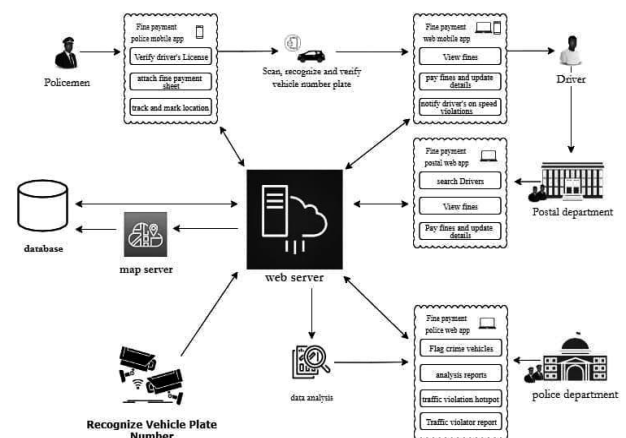 Fine payment
police mobile app
Verify driver's License
attach fine payment
sheet
track and mark location
Policemen
Scan, recognize and verify
vehicle number plate
Fine payment
web mobile app
View fines
pay fines and update
details
notify driver's on speed
violations
Driver
Fine payment
postal web app
search Drivers
View fines
Pay fines and update
details
Postal department
database
map server
web server
Fine payment
police web app
Flag crime vehicles
analysis reports
traffic violation hotspot
Traffic violator report
police department
data analysis
Recognize Vehicle Plate
Number